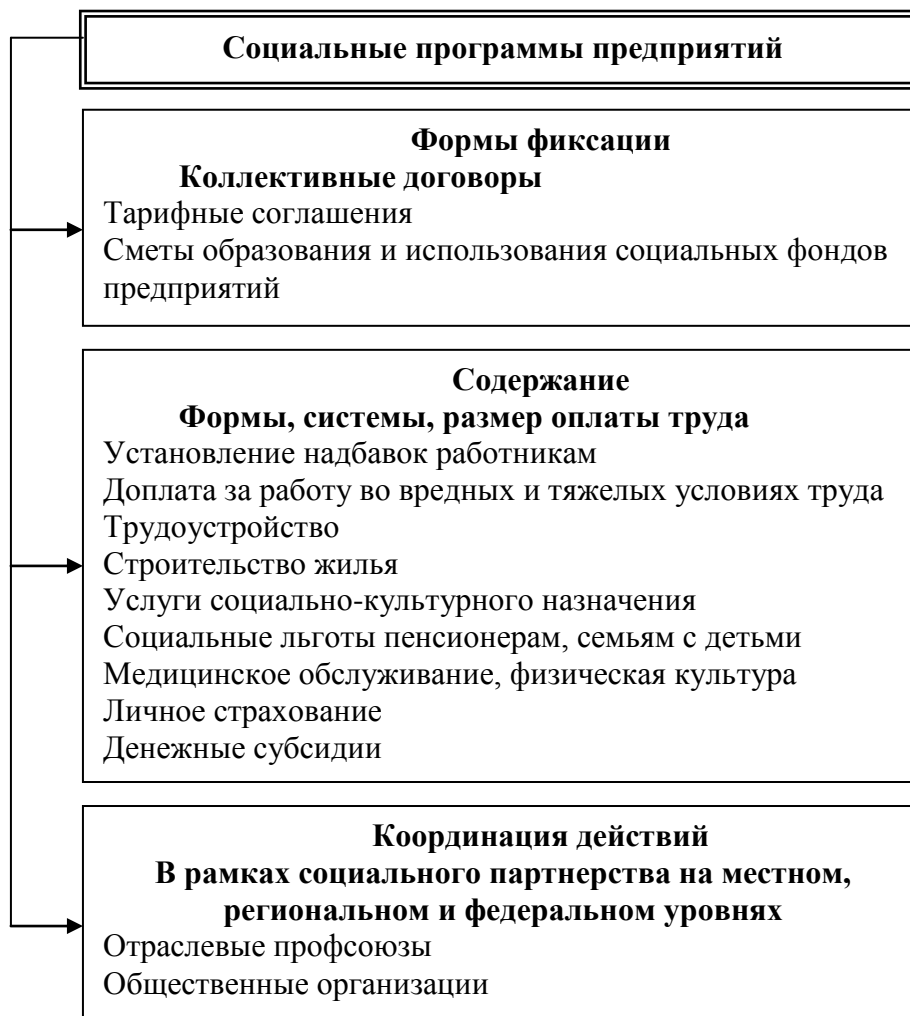 Социальные программы предприятий
Формы фиксации
Коллективные договоры
Тарифные соглашения
Сметы образования и использования социальных фондов
предприятий
Содержание
Формы, системы, размер оплаты труда
Установление надбавок работникам
Доплата за работу во вредных и тяжелых условиях труда
Трудоустройство
Строительство жилья
Услуги социально-культурного назначения
Социальные льготы пенсионерам, семьям с детьми
Медицинское обслуживание, физическая культура
Личное страхование
Денежные субсидии
Координация действий
В рамках социального партнерства на местном,
региональном и федеральном уровнях
Отраслевые профсоюзы
Общественные организации